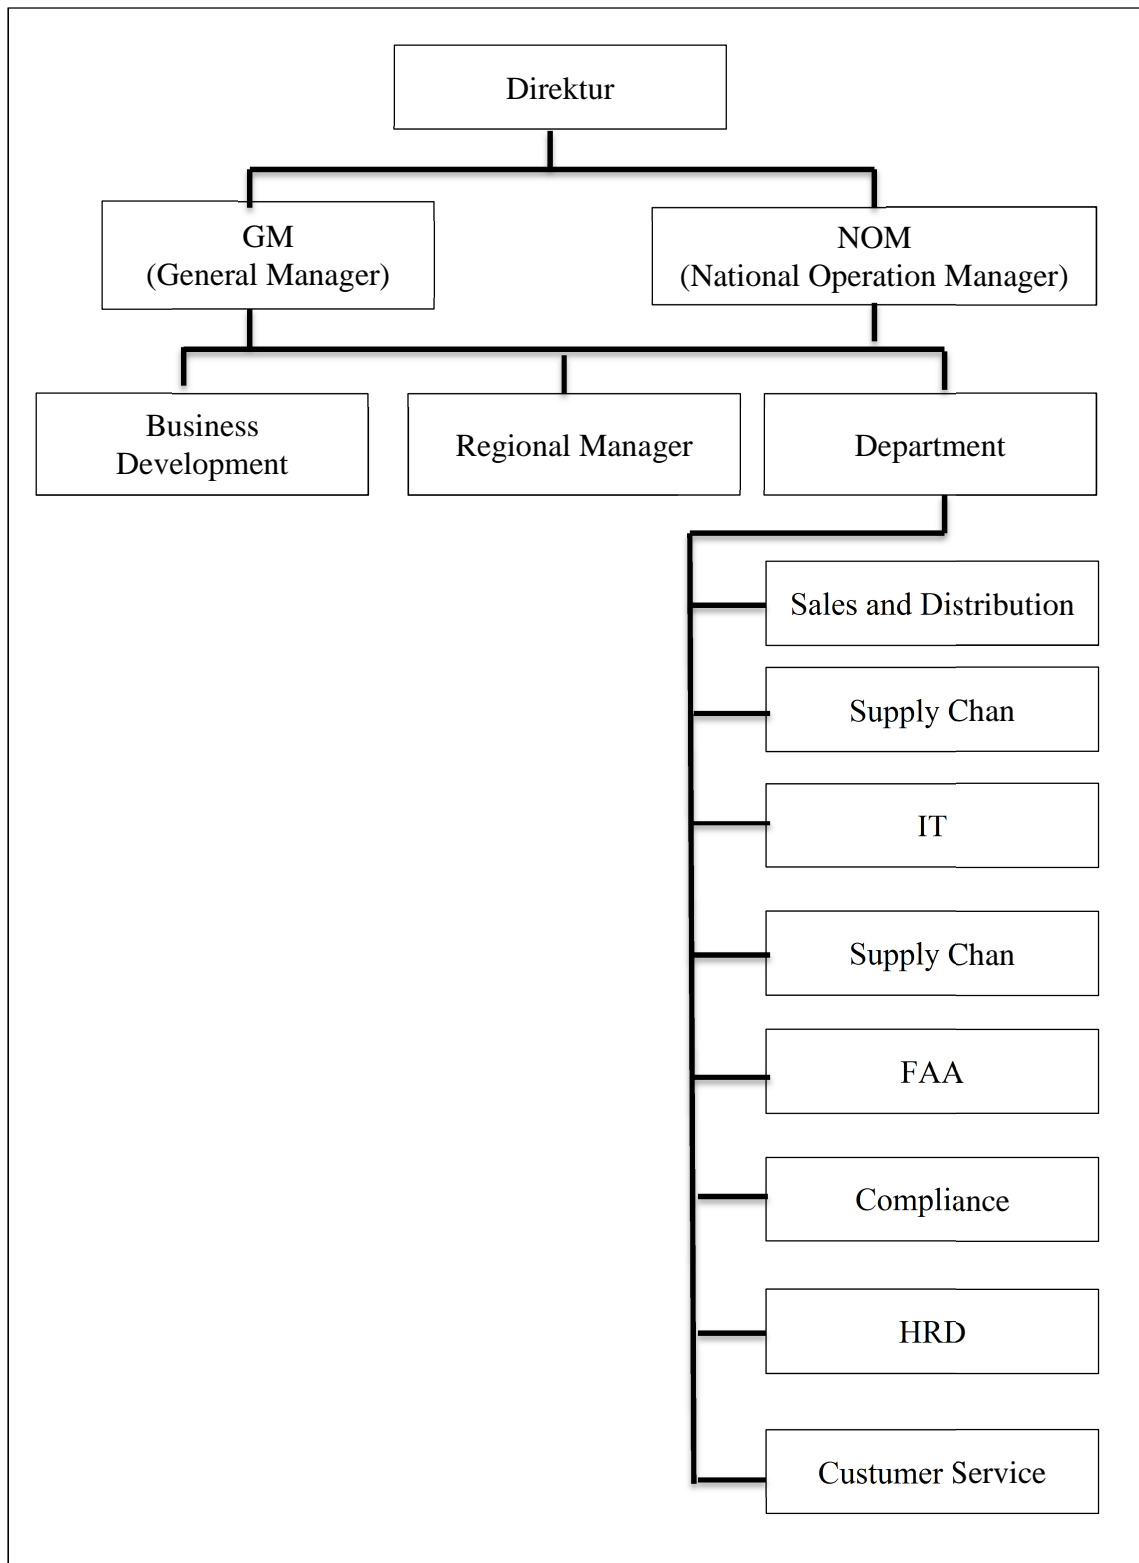 Direktur
GM
(General Manager)
NOM
(National Operation Manager)
Business
Development
Regional Manager
Department
Sales and Distribution
Supply Chan
IT
Supply Chan
FAA
Compliance
HRD
Custumer Service